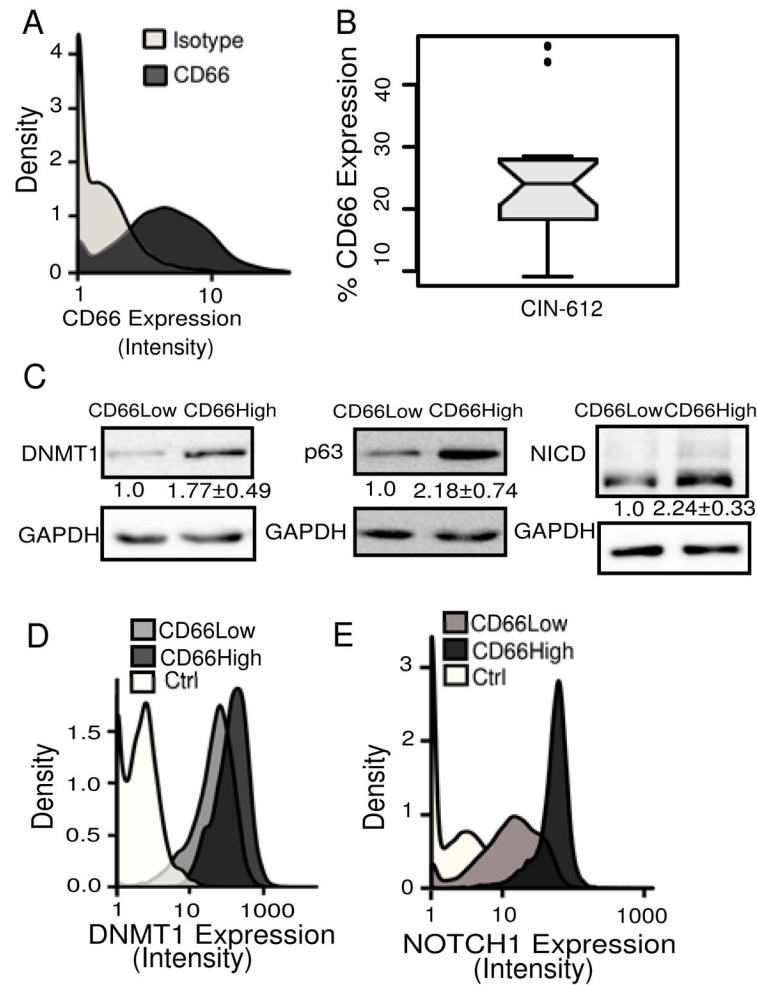 A
Isotype
CD66
Density
4
3
2
1
0
1
10
CD66 Expression
(Intensity)
B
% CD66 Expression
40
30
20
10
CIN-612
C
CD66Low CD66High
DNMT1
1.0 1.77±0.49
GAPDH
CD66Low CD66High
p63
1.0 2.18±0.74
GAPDH
CD66Low CD66High
NICD
1.0 2.24±0.33
GAPDH
D
CD66Low
CD66High
Ctrl
Density
1.5
1.0
0.5
0.0
1
10
1000
DNMT1 Expression
(Intensity)
E
CD66Low
CD66High
Ctrl
Density
3
2
1
0
1
10
1000
NOTCH1 Expression
(Intensity)